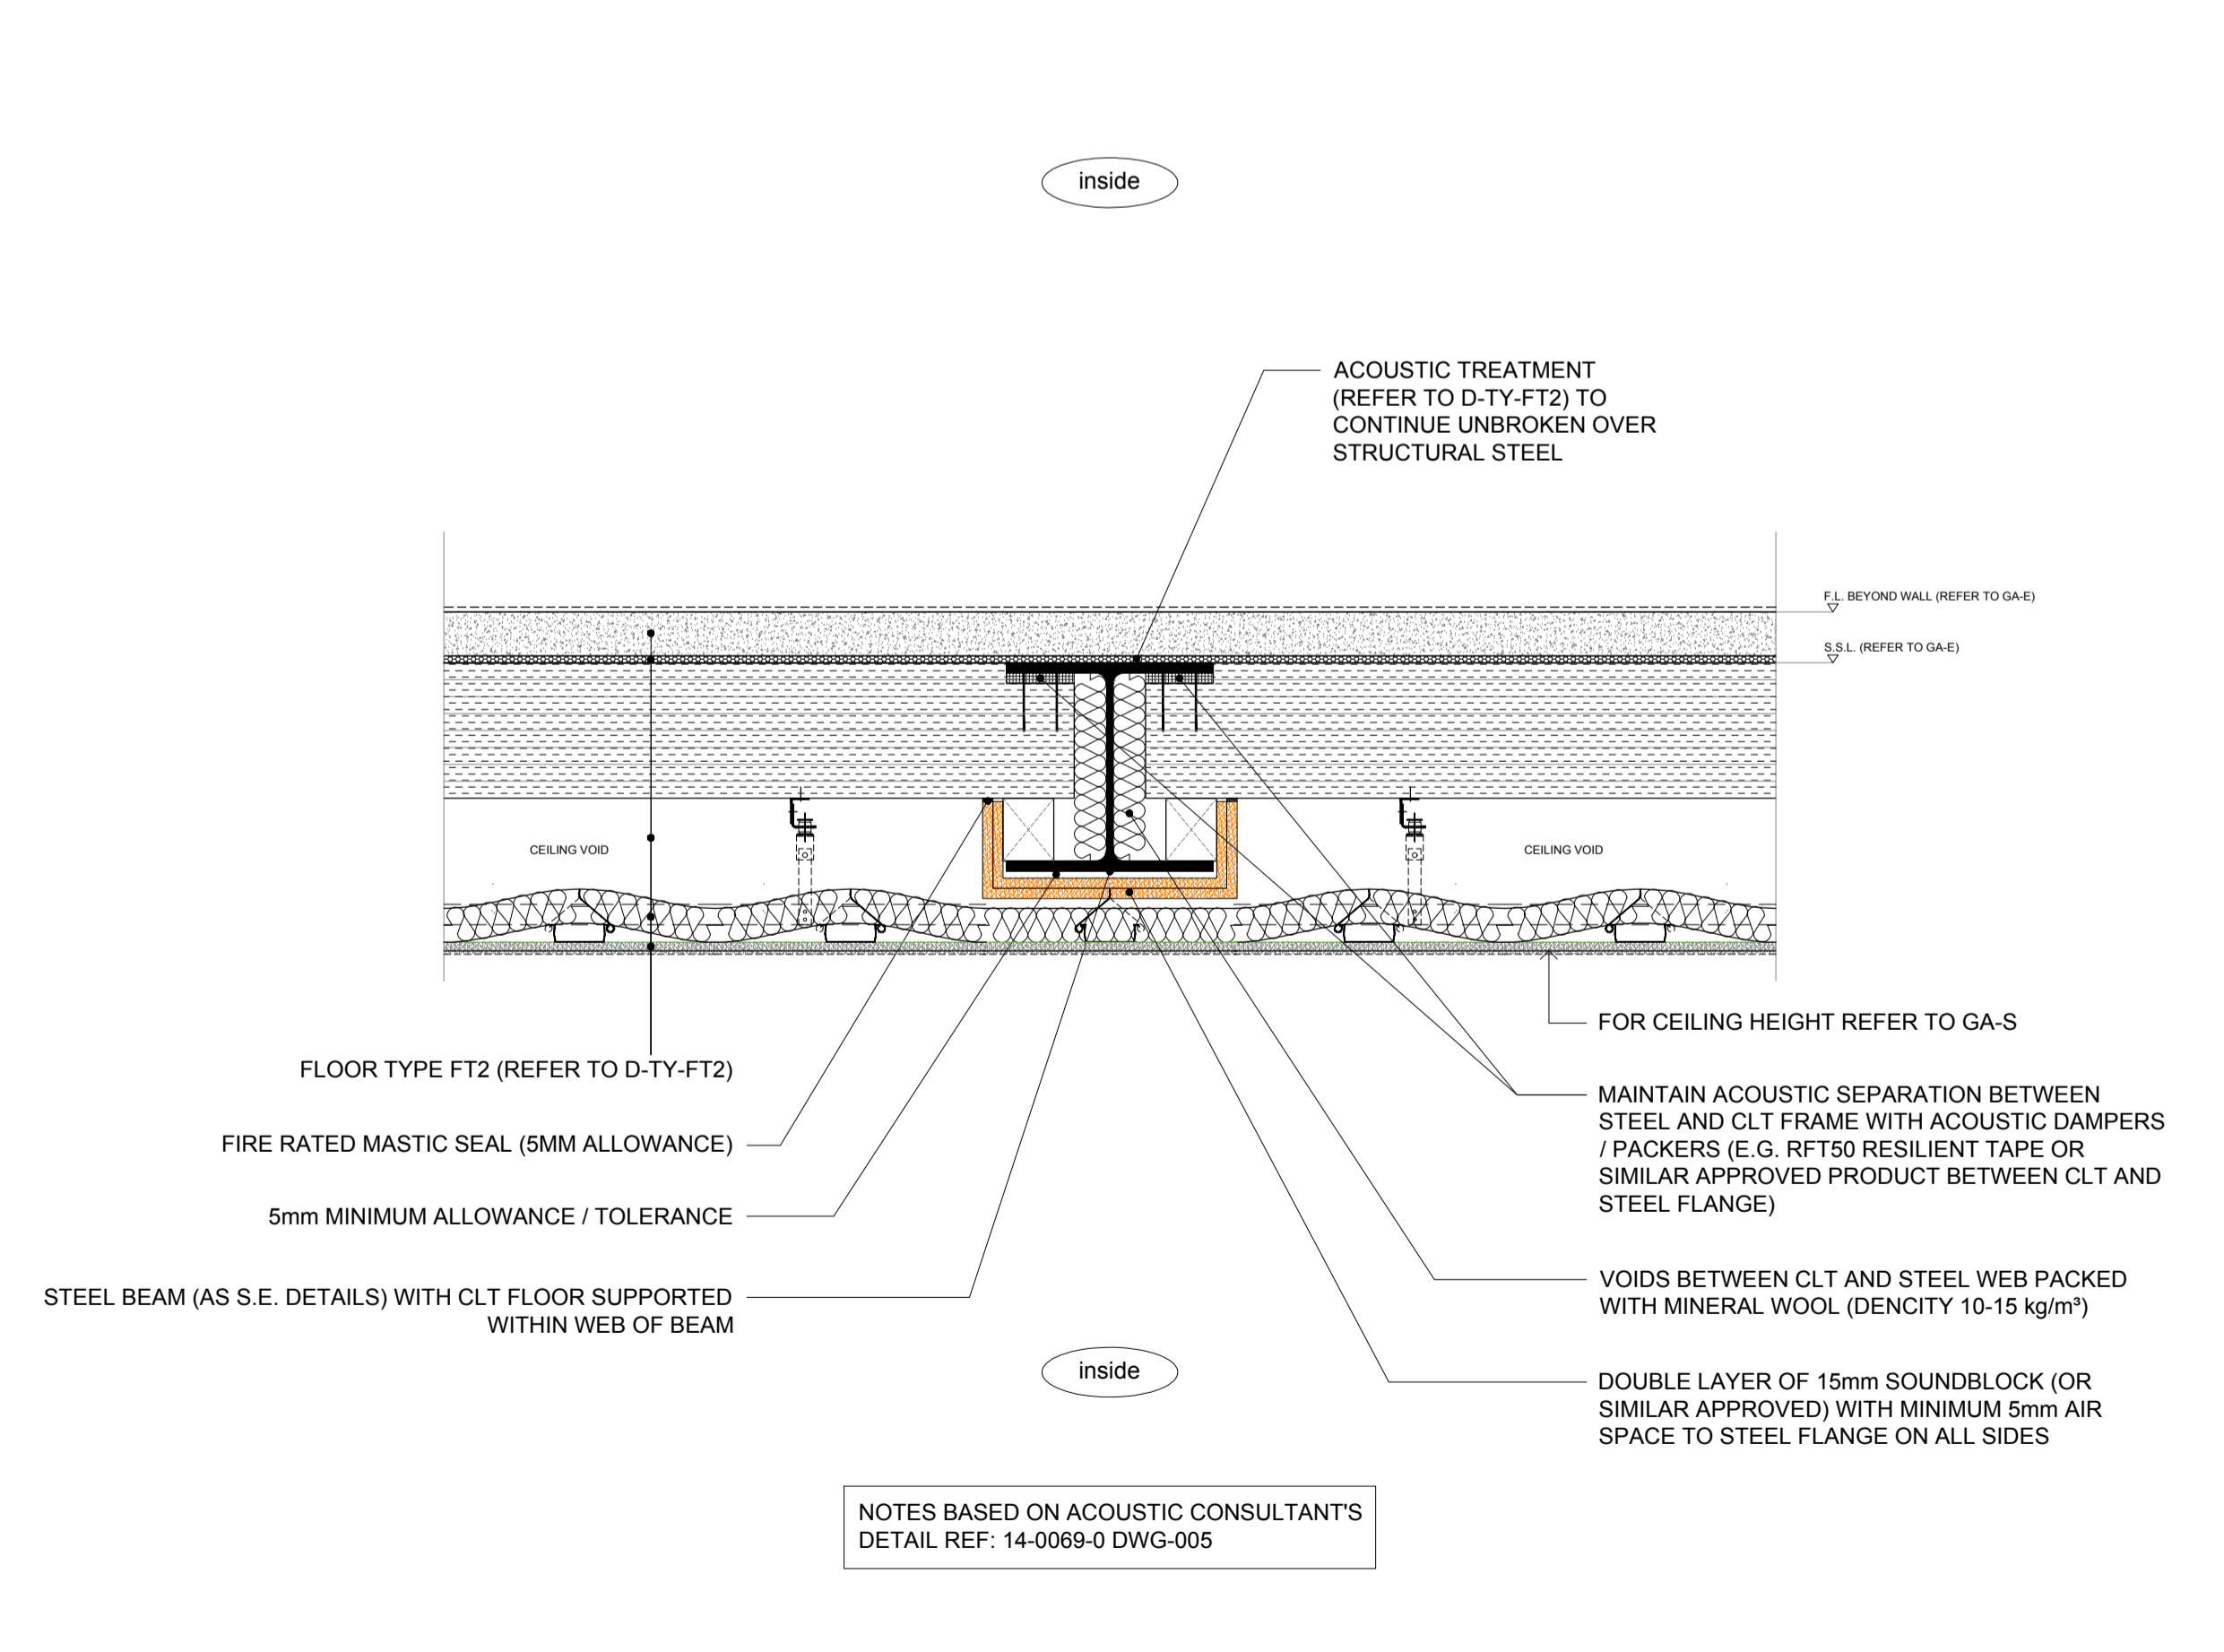 inside
ACOUSTIC TREATMENT
(REFER TO D-TY-FT2) TO
CONTINUE UNBROKEN OVER
STRUCTURAL STEEL
F.L. BEYOND WALL (REFER TO GA-E)
S.S.L. (REFER TO GA-E)
CEILING VOID
CEILING VOID
FOR CEILING HEIGHT REFER TO GA-S
FLOOR TYPE FT2 (REFER TO D-TY-FT2)
MAINTAIN ACOUSTIC SEPARATION BETWEEN
STEEL AND CLT FRAME WITH ACOUSTIC DAMPERS
/ PACKERS (E.G. RFT50 RESILIENT TAPE OR
SIMILAR APPROVED PRODUCT BETWEEN CLT AND
STEEL FLANGE)
FIRE RATED MASTIC SEAL (5MM ALLOWANCE)
5mm MINIMUM ALLOWANCE / TOLERANCE
STEEL BEAM (AS S.E. DETAILS) WITH CLT FLOOR SUPPORTED
WITHIN WEB OF BEAM
VOIDS BETWEEN CLT AND STEEL WEB PACKED
WITH MINERAL WOOL (DENCITY 10-15 kg/m³)
inside
DOUBLE LAYER OF 15mm SOUNDBLOCK (OR
SIMILAR APPROVED) WITH MINIMUM 5mm AIR
SPACE TO STEEL FLANGE ON ALL SIDES
NOTES BASED ON ACOUSTIC CONSULTANT'S
DETAIL REF: 14-0069-0 DWG-005